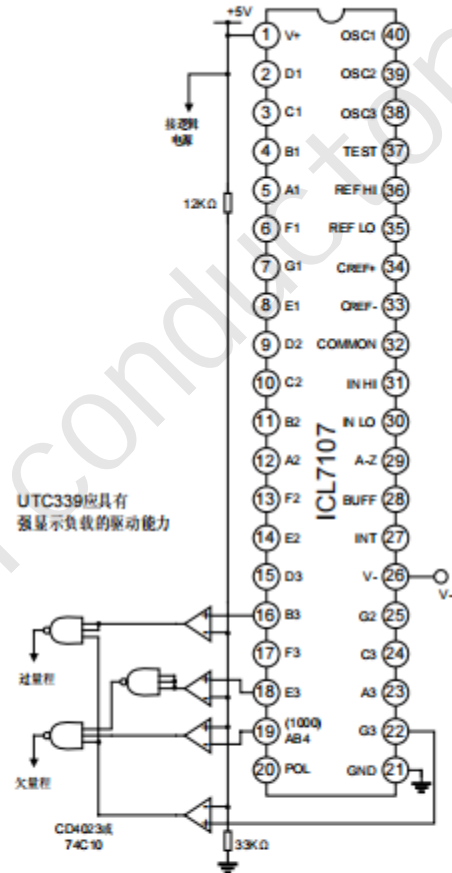 +5V
接逻辑
电源
12KΩ
UTC339应具有
强显示负载的驱动能力
过量程
欠量程
CD4023或
74C10
33KΩ
ICL7107
1 V+
2 D1
3 C1
4 B1
5 A1
6 F1
7 G1
8 E1
9 D2
10 C2
11 B2
12 A2
13 F2
14 E2
15 D3
16 B3
17 F3
18 E3
19 (1000)
AB4
20 POL
OSC1 40
OSC2 39
OSC3 38
TEST 37
REF HI 36
REF LO 35
CREF+ 34
CREF- 33
COMMON 32
IN HI 31
IN LO 30
A-Z 29
BUFF 28
INT 27
V- 26
V-
G2 25
C3 24
A3 23
G3 22
GND 21
conductor